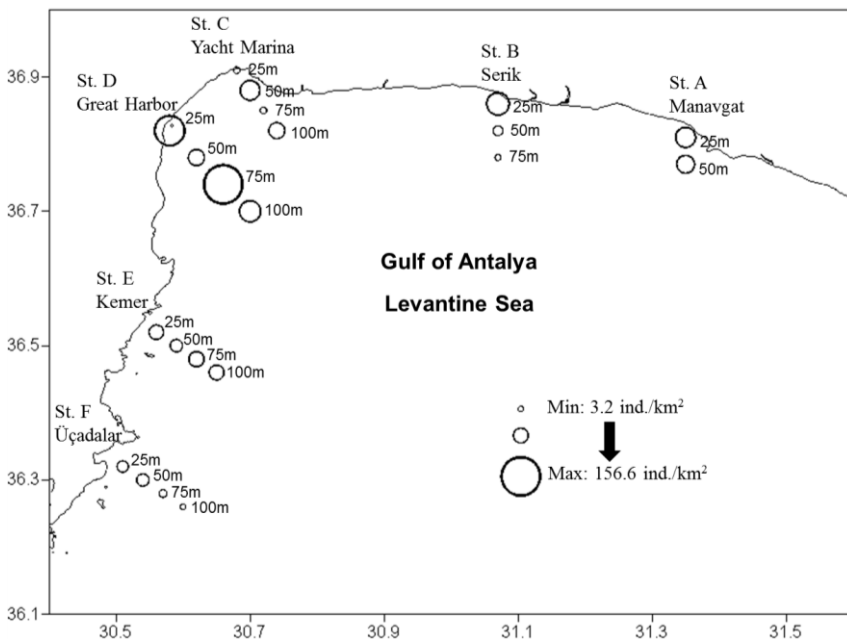 St. C
Yacht Marina
25m
50m
75m
100m
St. B
Serik
25m
50m
75m
St. A
Manavgat
25m
50m
St. D
Great Harbor
25m
50m
75m
100m
Gulf of Antalya
Levantine Sea
St. E
Kemer
25m
50m
75m
100m
St. F
Üçadalar
25m
50m
75m
100m
Min: 3.2 ind./km²
Max: 156.6 ind./km²
36.9
36.7
36.5
36.3
36.1
30.5 30.7 30.9 31.1 31.3 31.5